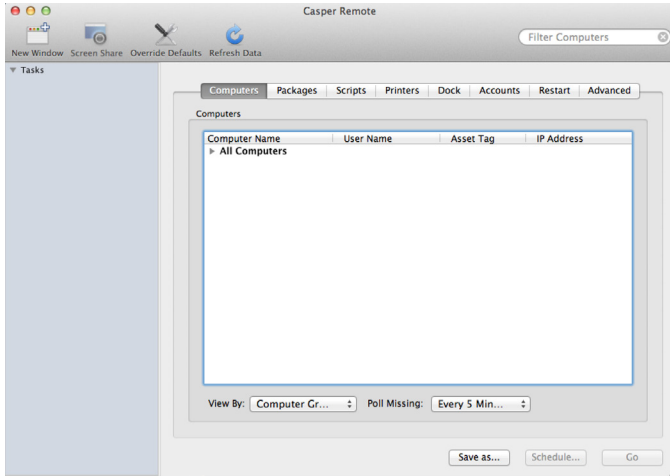 Casper Remote
New Window Screen Share Override Defaults Refresh Data
Filter Computers
Tasks
Computers Packages Scripts Printers Dock Accounts Restart Advanced
Computers
Computer Name User Name Asset Tag IP Address
All Computers
View By: Computer Gr... Poll Missing: Every 5 Min...
Save as... Schedule... Go